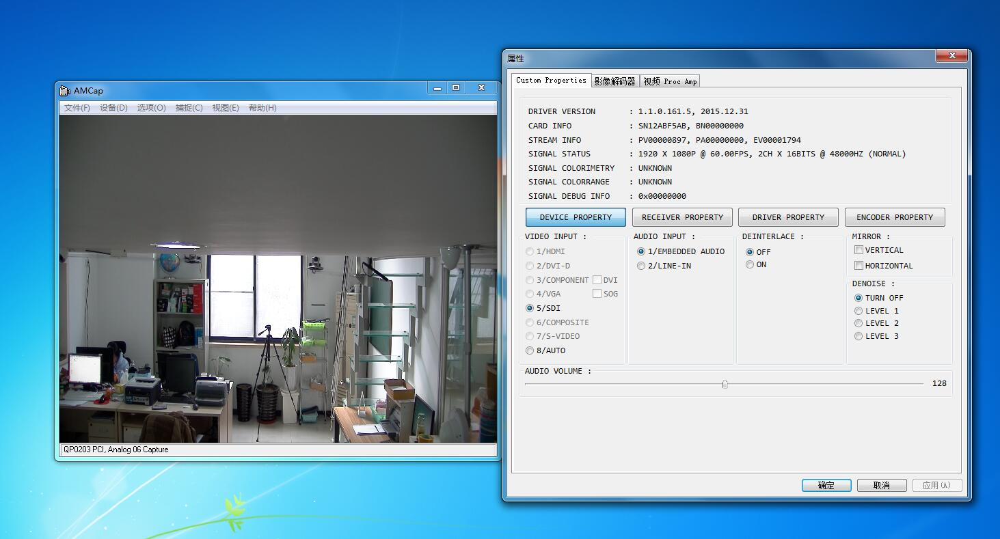 AMCap
文件(F) 设备(D) 选项(O) 捕捉(C) 视图(E) 帮助(H)
QP0203 PCI, Analog 06 Capture
属性
Custom Properties 影像解码器 视频 Proc Amp
DRIVER VERSION : 1.1.0.161.5, 2015.12.31
CARD INFO : SN12ABF5AB, BN00000000
STREAM INFO : PV00000897, PA00000000, EV00001794
SIGNAL STATUS : 1920 X 1080P @ 60.00FPS, 2CH X 16BITS @ 48000HZ (NORMAL)
SIGNAL COLORIMETRY : UNKNOWN
SIGNAL COLORRANGE : UNKNOWN
SIGNAL DEBUG INFO : 0x00000000
DEVICE PROPERTY RECEIVER PROPERTY DRIVER PROPERTY ENCODER PROPERTY
VIDEO INPUT :
1/HDMI
2/DVI-D
3/COMPONENT DVI
4/VGA SOG
5/SDI
6/COMPOSITE
7/S-VIDEO
8/AUTO
AUDIO INPUT :
1/EMBEDDED AUDIO
2/LINE-IN
DEINTERLACE :
OFF
ON
MIRROR :
VERTICAL
HORIZONTAL
DENOISE :
TURN OFF
LEVEL 1
LEVEL 2
LEVEL 3
AUDIO VOLUME :
128
确定 取消 应用(A)